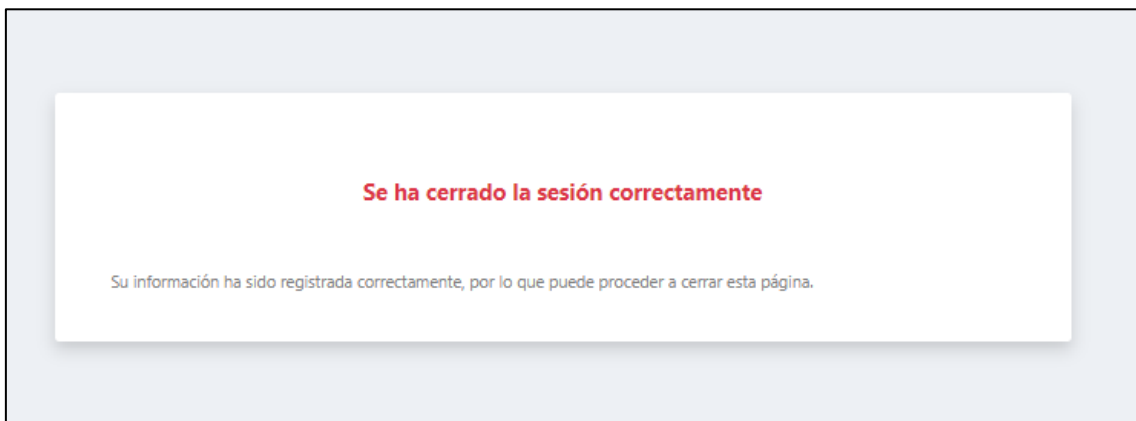 Se ha cerrado la sesión correctamente
Su información ha sido registrada correctamente, por lo que puede proceder a cerrar esta página.